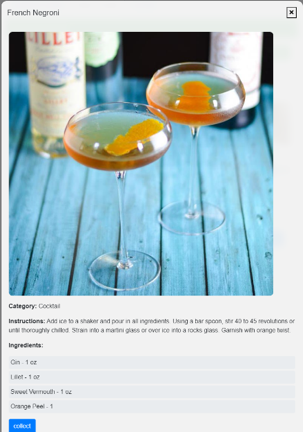 French Negroni
LILLET
Category: Cocktail
Instructions: Add ice to a shaker and pour in all ingredients. Using a bar spoon, stir 40 to 45 revolutions or
until thoroughly chilled. Strain into a martini glass or over ice into a rocks glass. Garnish with orange twist.
Ingredients:
Gin - 1 oz
Lillet - 1 oz
Sweet Vermouth - 1 oz
Orange Peel - 1
collect